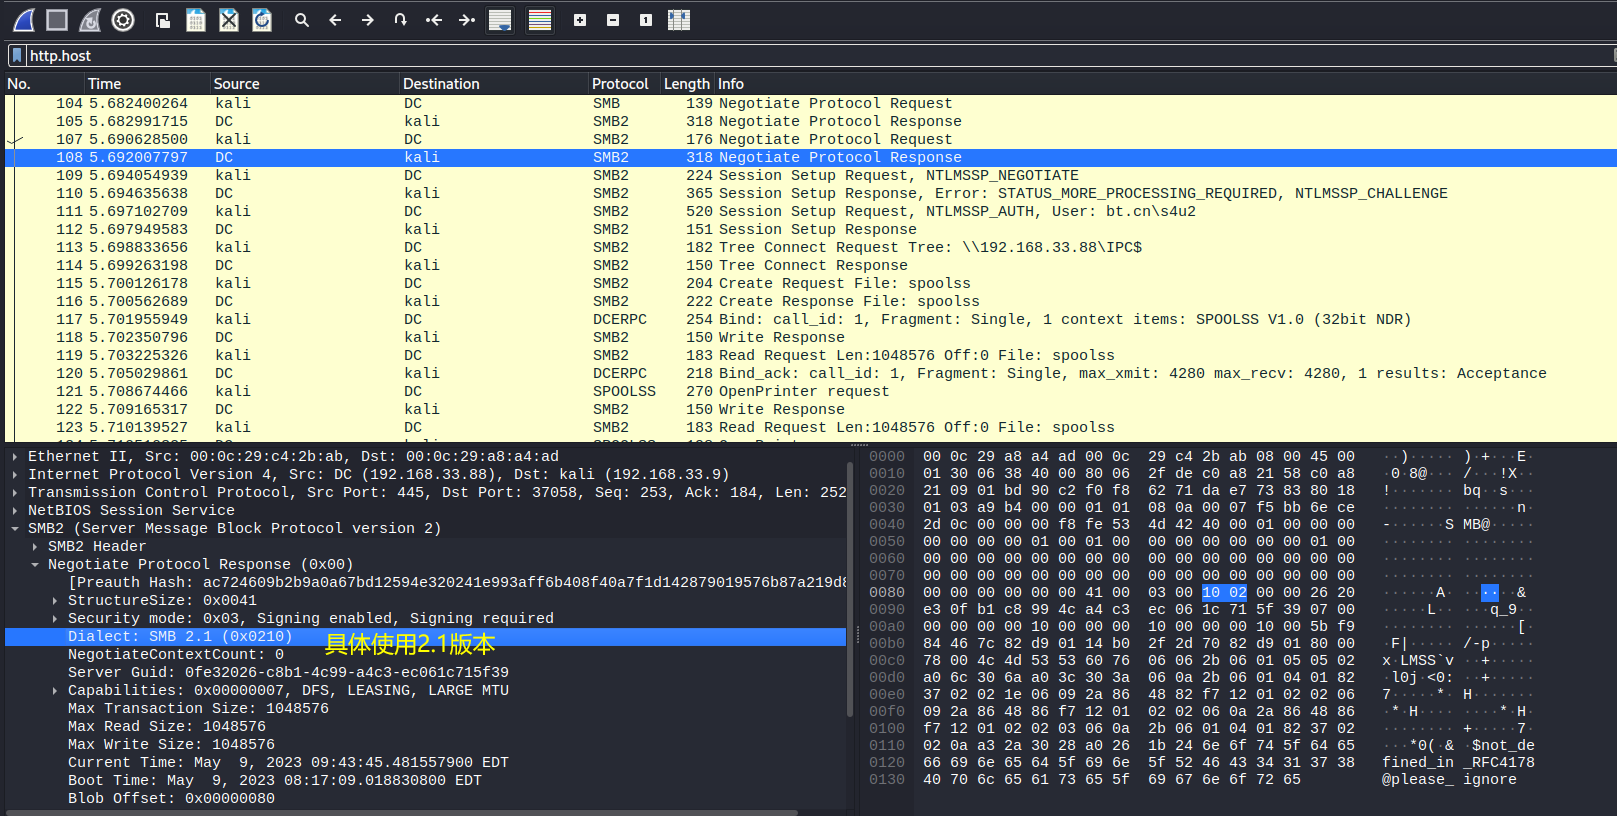 http.host
No. Time Source Destination Protocol Length Info
104 5.682400264 kali DC SMB 139 Negotiate Protocol Request
105 5.682991715 DC kali SMB2 318 Negotiate Protocol Response
107 5.690628500 kali DC SMB2 176 Negotiate Protocol Request
108 5.692007797 DC kali SMB2 318 Negotiate Protocol Response
109 5.694054939 kali DC SMB2 224 Session Setup Request, NTLMSSP_NEGOTIATE
110 5.694635638 DC kali SMB2 365 Session Setup Response, Error: STATUS_MORE_PROCESSING_REQUIRED, NTLMSSP_CHALLENGE
111 5.697102709 kali DC SMB2 520 Session Setup Request, NTLMSSP_AUTH, User: bt.cn\s4u2
112 5.697949583 DC kali SMB2 151 Session Setup Response
113 5.698833656 kali DC SMB2 182 Tree Connect Request Tree: \\192.168.33.88\IPC$
114 5.699263198 DC kali SMB2 150 Tree Connect Response
115 5.700126178 kali DC SMB2 204 Create Request File: spoolss
116 5.700562689 DC kali SMB2 222 Create Response File: spoolss
117 5.701955949 kali DC DCERPC 254 Bind: call_id: 1, Fragment: Single, 1 context items: SPOOLSS V1.0 (32bit NDR)
118 5.702350796 DC kali SMB2 150 Write Response
119 5.703225326 kali DC SMB2 183 Read Request Len:1048576 Off:0 File: spoolss
120 5.705029861 DC kali DCERPC 218 Bind_ack: call_id: 1, Fragment: Single, max_xmit: 4280 max_recv: 4280, 1 results: Acceptance
121 5.708674466 kali DC SPOOLSS 270 OpenPrinter request
122 5.709165317 DC kali SMB2 150 Write Response
123 5.710139527 kali DC SMB2 183 Read Request Len:1048576 Off:0 File: spoolss
Ethernet II, Src: 00:0c:29:c4:2b:ab, Dst: 00:0c:29:a8:a4:ad
Internet Protocol Version 4, Src: DC (192.168.33.88), Dst: kali (192.168.33.9)
Transmission Control Protocol, Src Port: 445, Dst Port: 37058, Seq: 253, Ack: 184, Len: 252
NetBIOS Session Service
SMB2 (Server Message Block Protocol version 2)
SMB2 Header
Negotiate Protocol Response (0x00)
[Preauth Hash: ac724609b2b9a0a67bd12594e320241e993aff6b408f40a7f1d142879019576b87a219d8
StructureSize: 0x0041
Security mode: 0x03, Signing enabled, Signing required
Dialect: SMB 2.1 (0x0210) 具体使用2.1版本
NegotiateContextCount: 0
Server Guid: 0fe32026-c8b1-4c99-a4c3-ec061c715f39
Capabilities: 0x00000007, DFS, LEASING, LARGE MTU
Max Transaction Size: 1048576
Max Read Size: 1048576
Max Write Size: 1048576
Current Time: May  9, 2023 09:43:45.481557900 EDT
Boot Time: May  9, 2023 08:17:09.018830800 EDT
Blob Offset: 0x00000080
0000 00 0c 29 a8 a4 ad 00 0c 29 c4 2b ab 08 00 45 00 ··)····· )·+···E·
0010 01 30 06 38 40 00 80 06 2f de c0 a8 21 58 c0 a8 ·0·8@··· /···!X··
0020 21 09 01 bd 90 c2 f0 f8 62 71 da e7 73 83 80 18 !······· bq··s···
0030 01 03 a9 b4 00 00 01 01 08 0a 00 07 f5 bb 6e ce ········ ······n·
0040 2d 0c 00 00 00 f8 fe 53 4d 42 40 00 01 00 00 00 -······S MB@·····
0050 00 00 00 00 01 00 01 00 00 00 00 00 00 00 01 00 ········ ········
0060 00 00 00 00 00 00 00 00 00 00 00 00 00 00 00 00 ········ ········
0070 00 00 00 00 00 00 00 00 00 00 00 00 00 00 00 00 ········ ········
0080 00 00 00 00 00 00 41 00 03 00 10 02 00 00 26 20 ······A· ······&
0090 e3 0f b1 c8 99 4c a4 c3 ec 06 1c 71 5f 39 07 00 ·····L·· ···q_9··
00a0 00 00 00 00 10 00 00 00 10 00 00 00 10 00 5b f9 ········ ······[·
00b0 84 46 7c 82 d9 01 14 b0 2f 2d 70 82 d9 01 80 00 ·F|····· /-p·····
00c0 78 00 4c 4d 53 53 60 76 06 06 2b 06 01 05 05 02 x·LMSS`v ··+·····
00d0 a0 6c 30 6a a0 3c 30 3a 06 0a 2b 06 01 04 01 82 ·l0j·<0: ··+·····
00e0 37 02 02 1e 06 09 2a 86 48 82 f7 12 01 02 02 06 7·····*· H·······
00f0 09 2a 86 48 86 f7 12 01 02 02 06 0a 2a 86 48 86 ·*·H···· ····*·H·
0100 f7 12 01 02 02 03 06 0a 2b 06 01 04 01 82 37 02 ········ +·····7·
0110 02 0a a3 2a 30 28 a0 26 1b 24 6e 6f 74 5f 64 65 ···*0(·& ·$not_de
0120 66 69 6e 65 64 5f 69 6e 5f 52 46 43 34 31 37 38 fined_in _RFC4178
0130 40 70 6c 65 61 73 65 5f 69 67 6e 6f 72 65 @please_ ignore